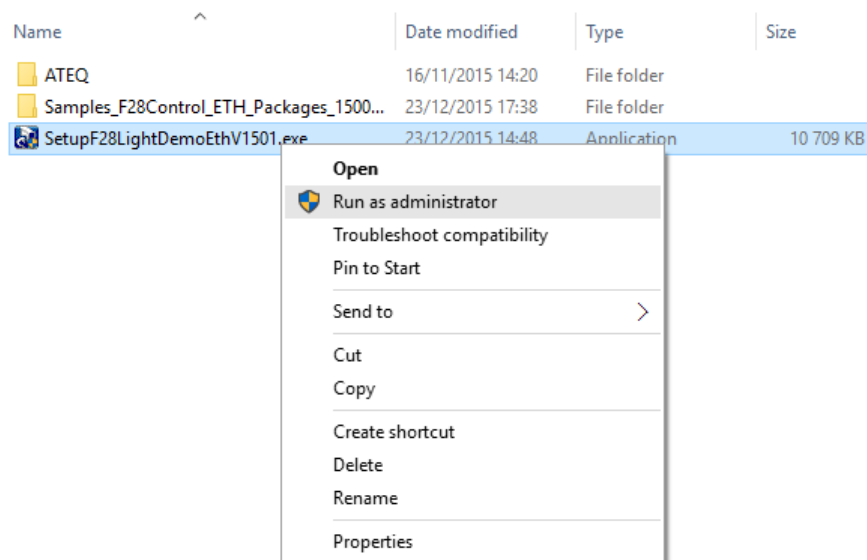 Name Date modified Type Size
ATEQ 16/11/2015 14:20 File folder
Samples_F28Control_ETH_Packages_1500... 23/12/2015 17:38 File folder
SetupF28LightDemoEthV1501.exe 23/12/2015 14:48 Application 10 709 KB
Open
Run as administrator
Troubleshoot compatibility
Pin to Start
Send to
Cut
Copy
Create shortcut
Delete
Rename
Properties